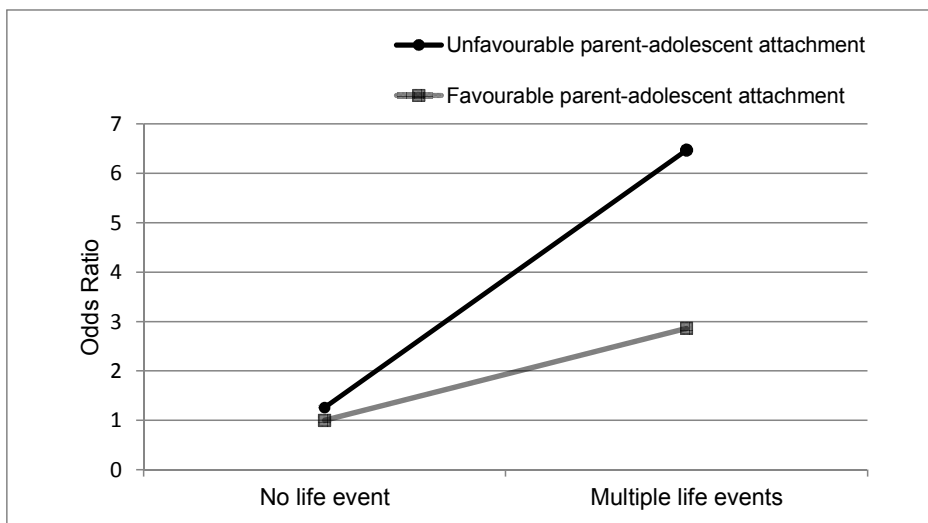 Unfavourable parent-adolescent attachment
Favourable parent-adolescent attachment
7
6
5
4
3
2
1
0
Odds Ratio
No life event
Multiple life events